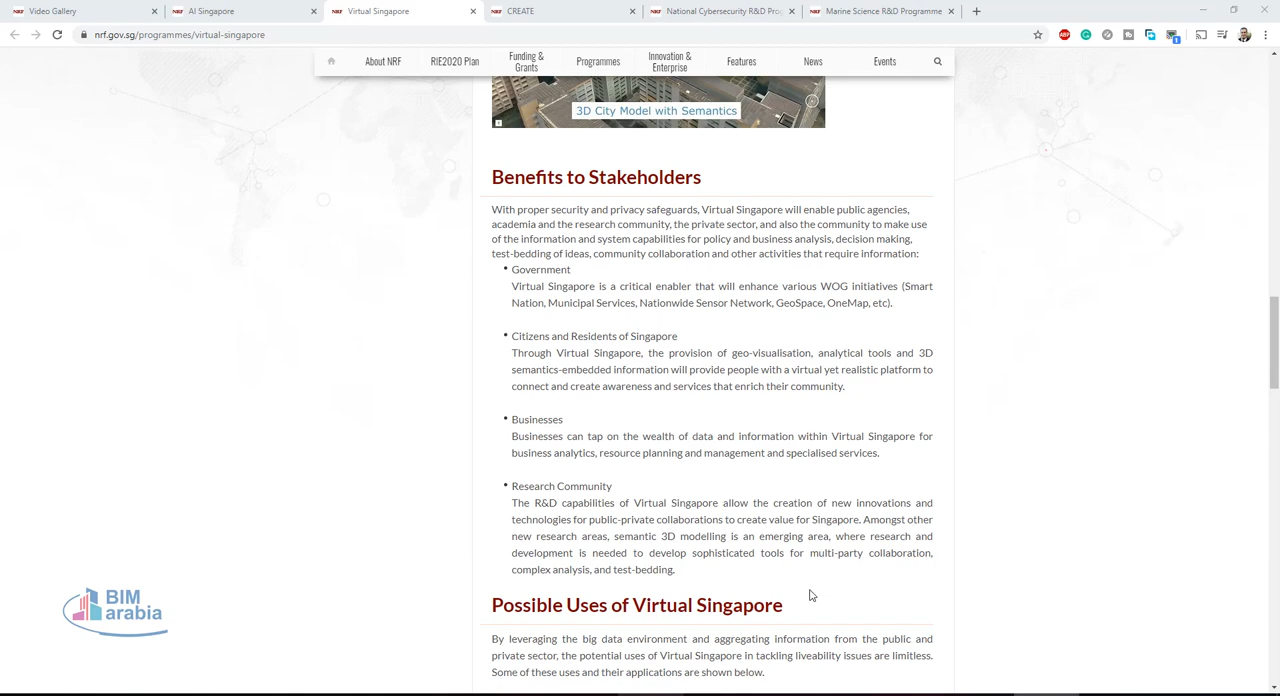 Video Gallery
AI Singapore
Virtual Singapore
CREATE
National Cybersecurity R&D Prog
Marine Science R&D Programme
nrf.gov.sg/programmes/virtual-singapore
About NRF
RIE2020 Plan
Funding & Grants
Programmes
Innovation & Enterprise
Features
News
Events
3D City Model with Semantics
Benefits to Stakeholders
With proper security and privacy safeguards, Virtual Singapore will enable public agencies,
academia and the research community, the private sector, and also the community to make use
of the information and system capabilities for policy and business analysis, decision making,
test-bedding of ideas, community collaboration and other activities that require information:
• Government
Virtual Singapore is a critical enabler that will enhance various WOG initiatives (Smart
Nation, Municipal Services, Nationwide Sensor Network, GeoSpace, OneMap, etc).
• Citizens and Residents of Singapore
Through Virtual Singapore, the provision of geo-visualisation, analytical tools and 3D
semantics-embedded information will provide people with a virtual yet realistic platform to
connect and create awareness and services that enrich their community.
• Businesses
Businesses can tap on the wealth of data and information within Virtual Singapore for
business analytics, resource planning and management and specialised services.
• Research Community
The R&D capabilities of Virtual Singapore allow the creation of new innovations and
technologies for public-private collaborations to create value for Singapore. Amongst other
new research areas, semantic 3D modelling is an emerging area, where research and
development is needed to develop sophisticated tools for multi-party collaboration,
complex analysis, and test-bedding.
BIM
arabia
Possible Uses of Virtual Singapore
By leveraging the big data environment and aggregating information from the public and
private sector, the potential uses of Virtual Singapore in tackling liveability issues are limitless.
Some of these uses and their applications are shown below.